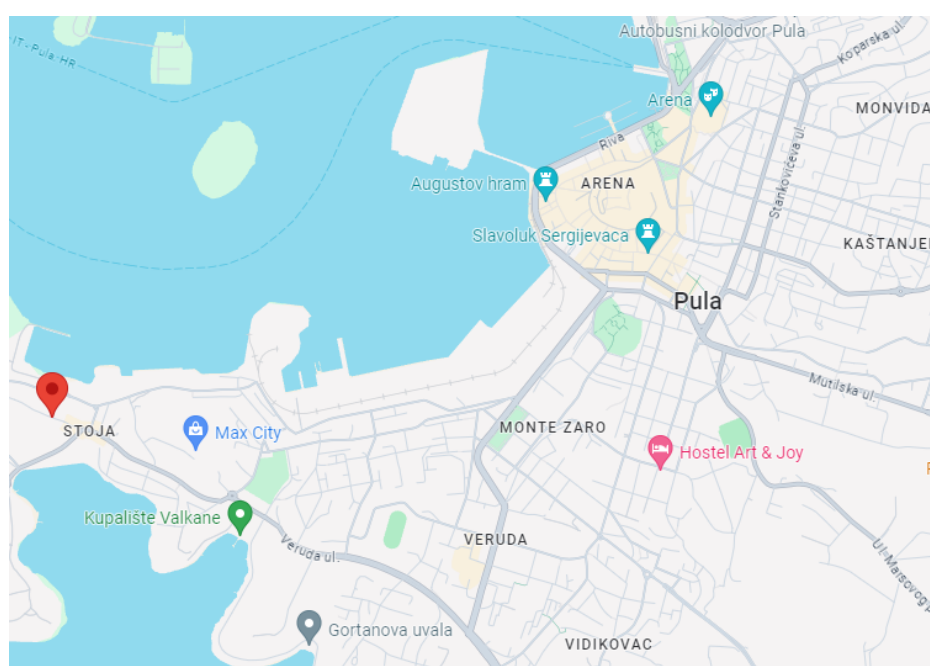 Autobusni kolodvor Pula
IT - Pula, HR
Koparska ul.
Arena
MONVIDA
Riva
Stankovićeva ul.
Augustov hram
ARENA
Slavoluk Sergijevaca
KAŠTANJE
Pula
Mutilska ul.
STOJA
Max City
MONTE ZARO
Hostel Art & Joy
Kupalište Valkane
Veruda ul.
VERUDA
Ul. Marsovog p
Gortanova uvala
VIDIKOVAC